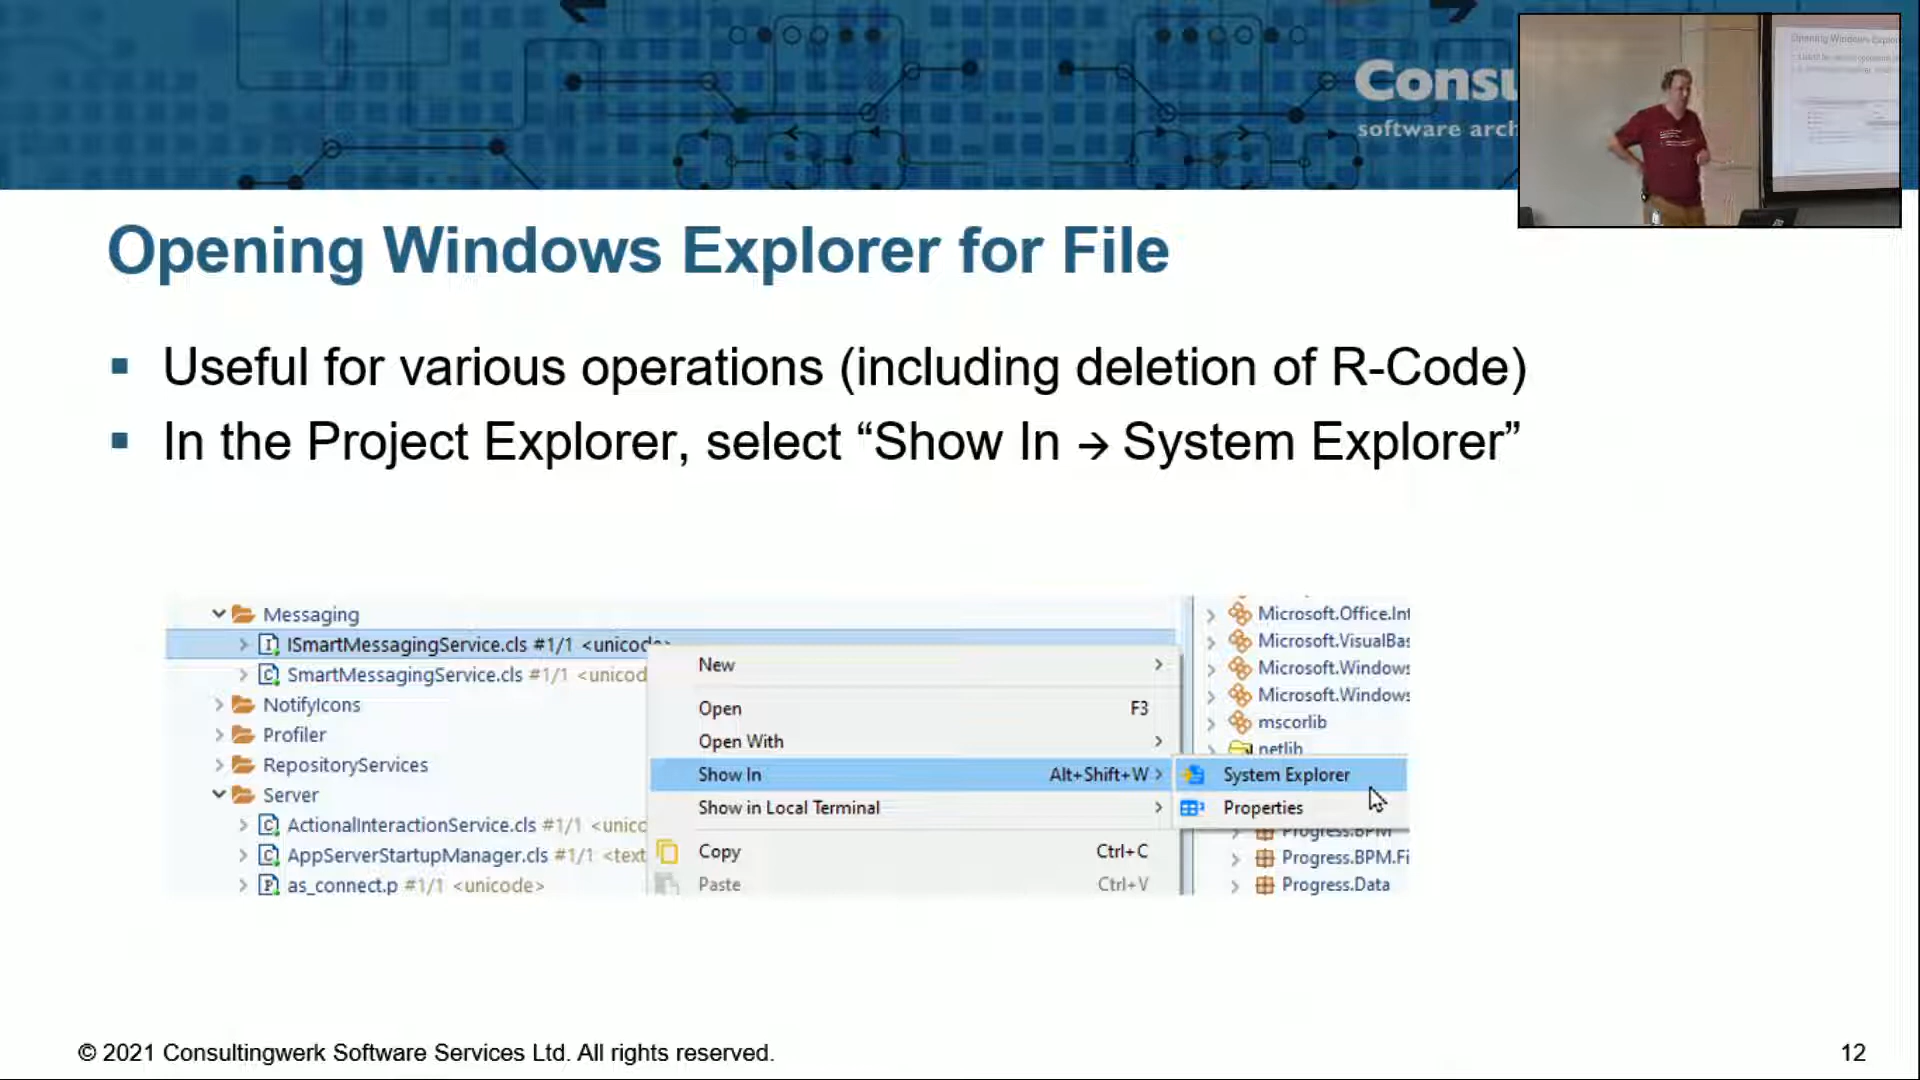 Consu
software arch
Opening Windows Explorer for File
Useful for various operations (including deletion of R-Code)
In the Project Explorer, select “Show In → System Explorer”
Messaging
ISmartMessagingService.cls #1/1 <unicode>
SmartMessagingService.cls #1/1 <unicod
NotifyIcons
Profiler
RepositoryServices
Server
ActionalInteractionService.cls #1/1 <unicc
AppServerStartupManager.cls #1/1 <text
as_connect.p #1/1 <unicode>
New
Open F3
Open With
Show In Alt+Shift+W
Show in Local Terminal
Copy Ctrl+C
Paste Ctrl+V
System Explorer
Properties
Microsoft.Office.Int
Microsoft.VisualBas
Microsoft.Windows
Microsoft.Windows
mscorlib
netlib
Progress.BPM
Progress.BPM.Fi
Progress.Data
© 2021 Consultingwerk Software Services Ltd. All rights reserved.
12